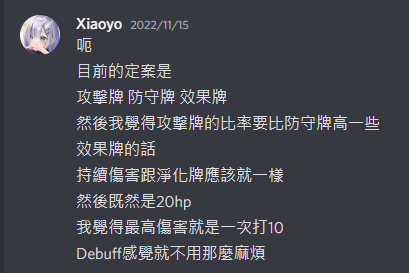 Xiaoyo 2022/11/15
呃
目前的定案是
攻擊牌 防守牌 效果牌
然後我覺得攻擊牌的比率要比防守牌高一些
效果牌的話
持續傷害跟淨化牌應該就一樣
然後既然是20hp
我覺得最高傷害就是一次打10
Debuff感覺就不用那麼麻煩